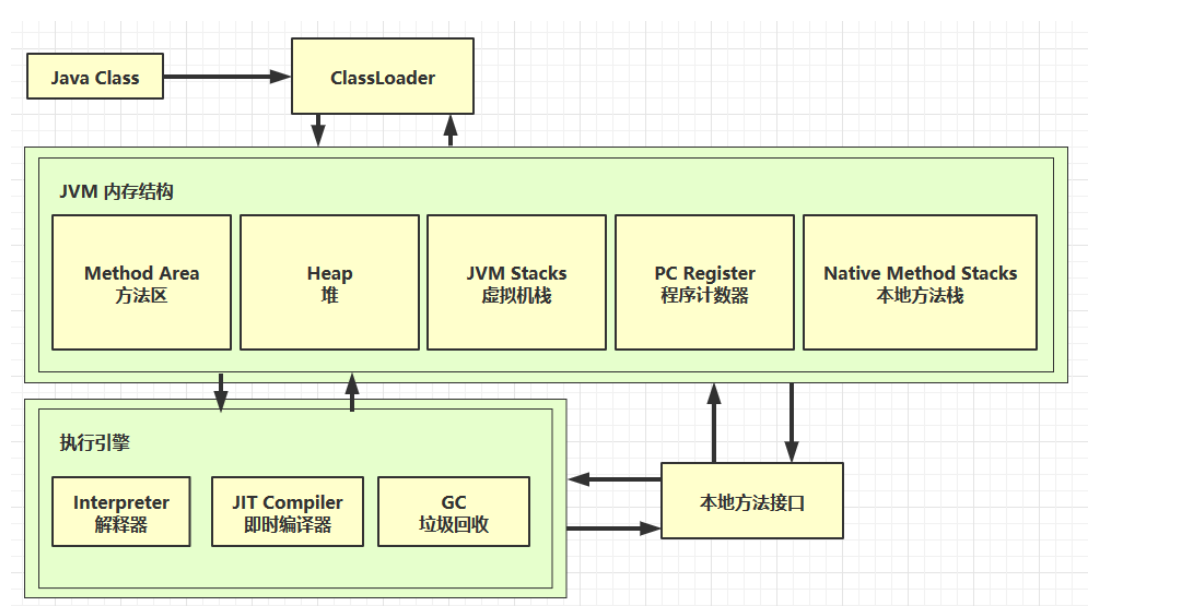 Java Class
ClassLoader
JVM 内存结构
Method Area
方法区
Heap
堆
JVM Stacks
虚拟机栈
PC Register
程序计数器
Native Method Stacks
本地方法栈
执行引擎
Interpreter
解释器
JIT Compiler
即时编译器
GC
垃圾回收
本地方法接口